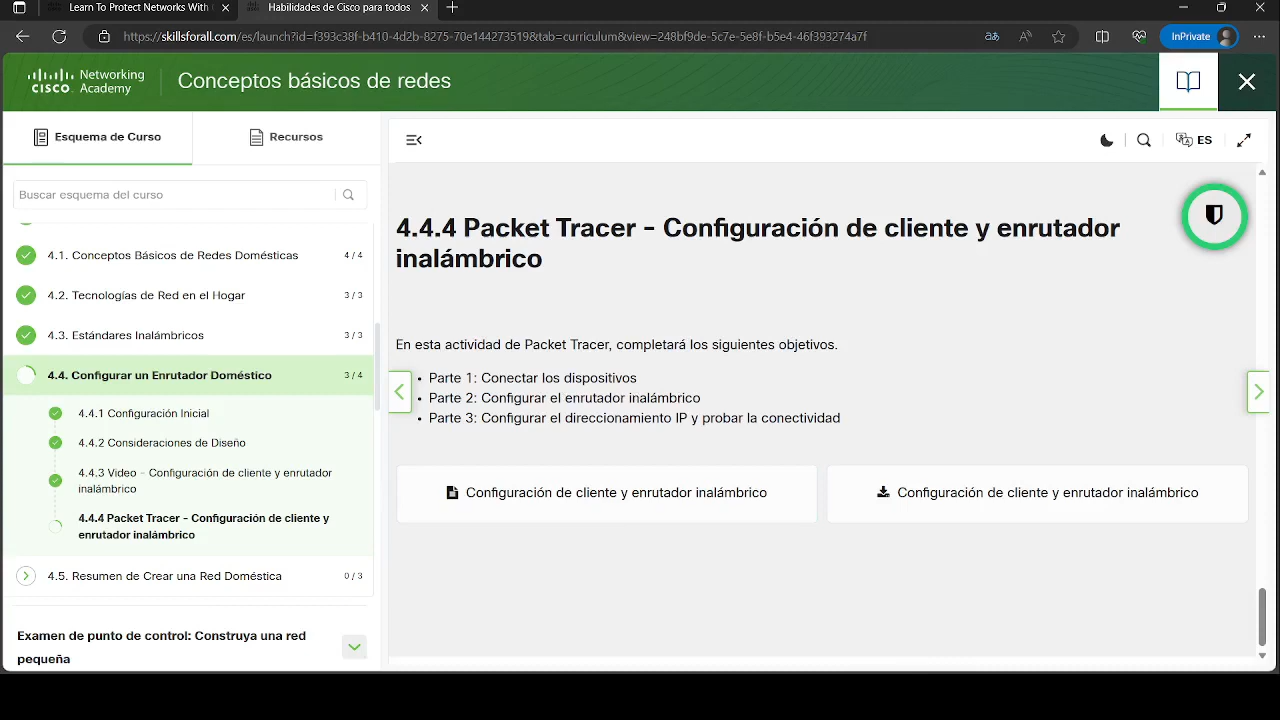 Learn To Protect Networks With
Habilidades de Cisco para todos
https://skillsforall.com/es/launch?id=f393c38f-b410-4d2b-8275-70e144273519&tab=curriculum&view=248bf9de-5c7e-5e8f-b5e4-46f393274a7f
InPrivate
Networking
CISCO Academy
Conceptos básicos de redes
Esquema de Curso
Recursos
ES
Buscar esquema del curso
4.1. Conceptos Básicos de Redes Domésticas 4 / 4
4.2. Tecnologías de Red en el Hogar 3 / 3
4.3. Estándares Inalámbricos 3 / 3
4.4. Configurar un Enrutador Doméstico 3 / 4
4.4.1 Configuración Inicial
4.4.2 Consideraciones de Diseño
4.4.3 Video - Configuración de cliente y enrutador
inalámbrico
4.4.4 Packet Tracer - Configuración de cliente y
enrutador inalámbrico
4.5. Resumen de Crear una Red Doméstica 0 / 3
Examen de punto de control: Construya una red
pequeña
4.4.4 Packet Tracer - Configuración de cliente y enrutador
inalámbrico
En esta actividad de Packet Tracer, completará los siguientes objetivos.
• Parte 1: Conectar los dispositivos
• Parte 2: Configurar el enrutador inalámbrico
• Parte 3: Configurar el direccionamiento IP y probar la conectividad
Configuración de cliente y enrutador inalámbrico
Configuración de cliente y enrutador inalámbrico